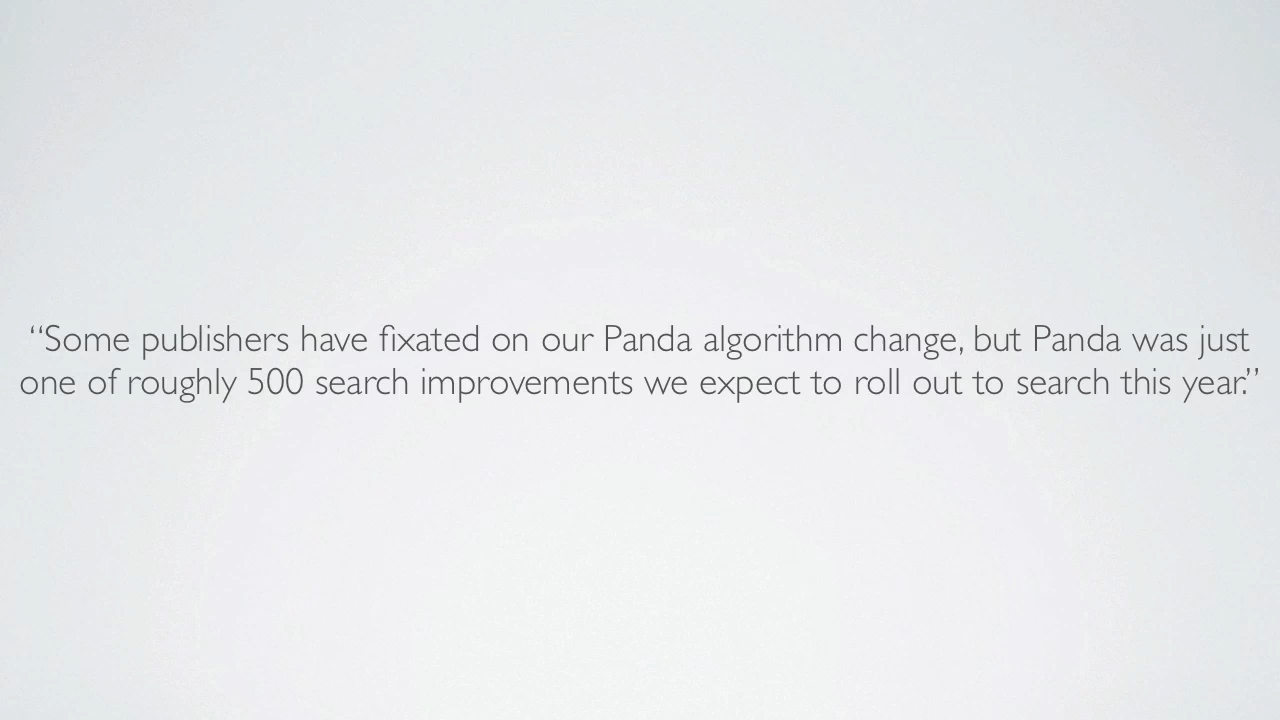 “Some publishers have fixated on our Panda algorithm change, but Panda was just
one of roughly 500 search improvements we expect to roll out to search this year.”